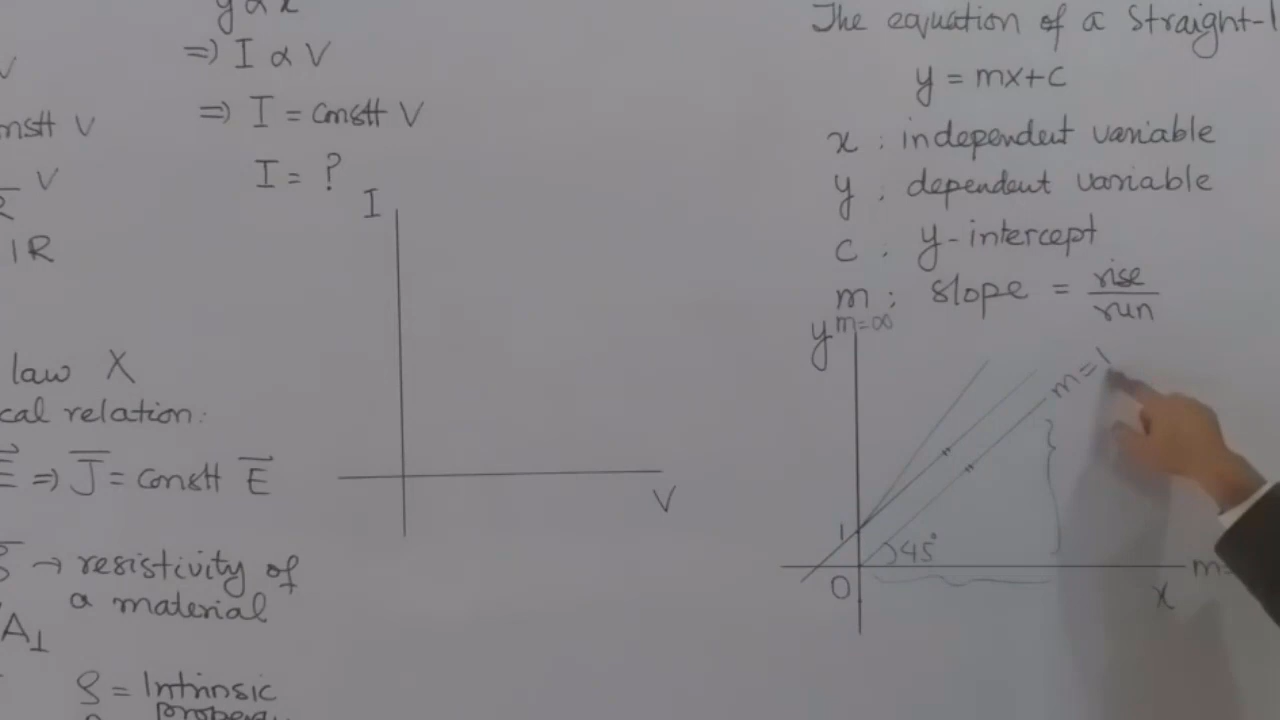 y α x
⇒ I α V
⇒ I = constt V
I = ?
I
V
V
V
IR
law X
cal relation:
E⃗ ⇒ J⃗ = constt E⃗
→ resistivity of
a material
A⊥
ρ = Intrinsic
The equation of a Straight-l
y = mx+c
x : independent variable
y : dependent variable
c : y-intercept
m : slope = rise/run
y m=∞
m=1
1
45°
m=
0
x